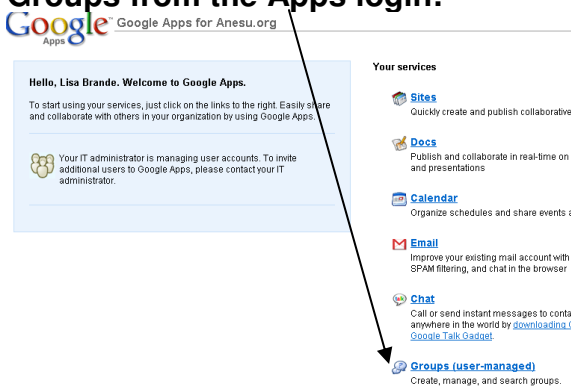 Groups from the Apps login:
Google™ Google Apps for Anesu.org
Apps
Hello, Lisa Brande. Welcome to Google Apps.
To start using your services, just click on the links to the right. Easily share
and collaborate with others in your organization by using Google Apps.
Your IT administrator is managing user accounts. To invite
additional users to Google Apps, please contact your IT
administrator.
Your services
Sites
Quickly create and publish collaborative
Docs
Publish and collaborate in real-time on
and presentations
Calendar
Organize schedules and share events
Email
Improve your existing mail account with
SPAM filtering, and chat in the browser
Chat
Call or send instant messages to conta
anywhere in the world by downloading
Google Talk Gadget.
Groups (user-managed)
Create, manage, and search groups.